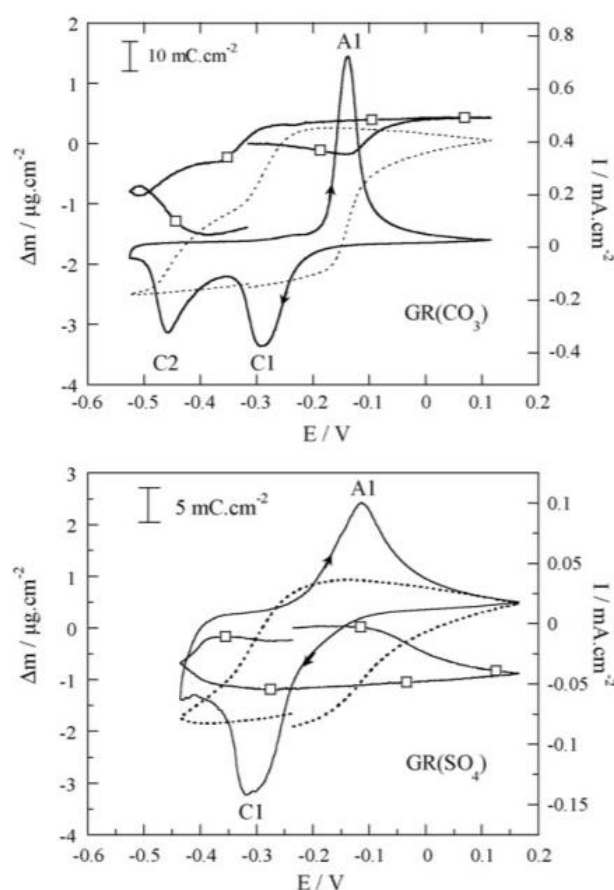 2
10 mC.cm⁻²
A1
0.8
1
0.6
0
0.4
-1
0.2
-2
0
-3
-0.2
-4
-0.4
Δm / µg.cm⁻²
I / mA.cm⁻²
GR(CO₃)
C2 C1
-0.6 -0.5 -0.4 -0.3 -0.2 -0.1 0 0.1 0.2
E / V
3
5 mC.cm⁻²
A1
0.1
2
1
0.05
0
0
-1
-0.05
-2
-0.1
-3
-0.15
-4
Δm / µg.cm⁻²
I / mA.cm⁻²
GR(SO₄)
C1
-0.6 -0.5 -0.4 -0.3 -0.2 -0.1 0 0.1 0.2
E / V